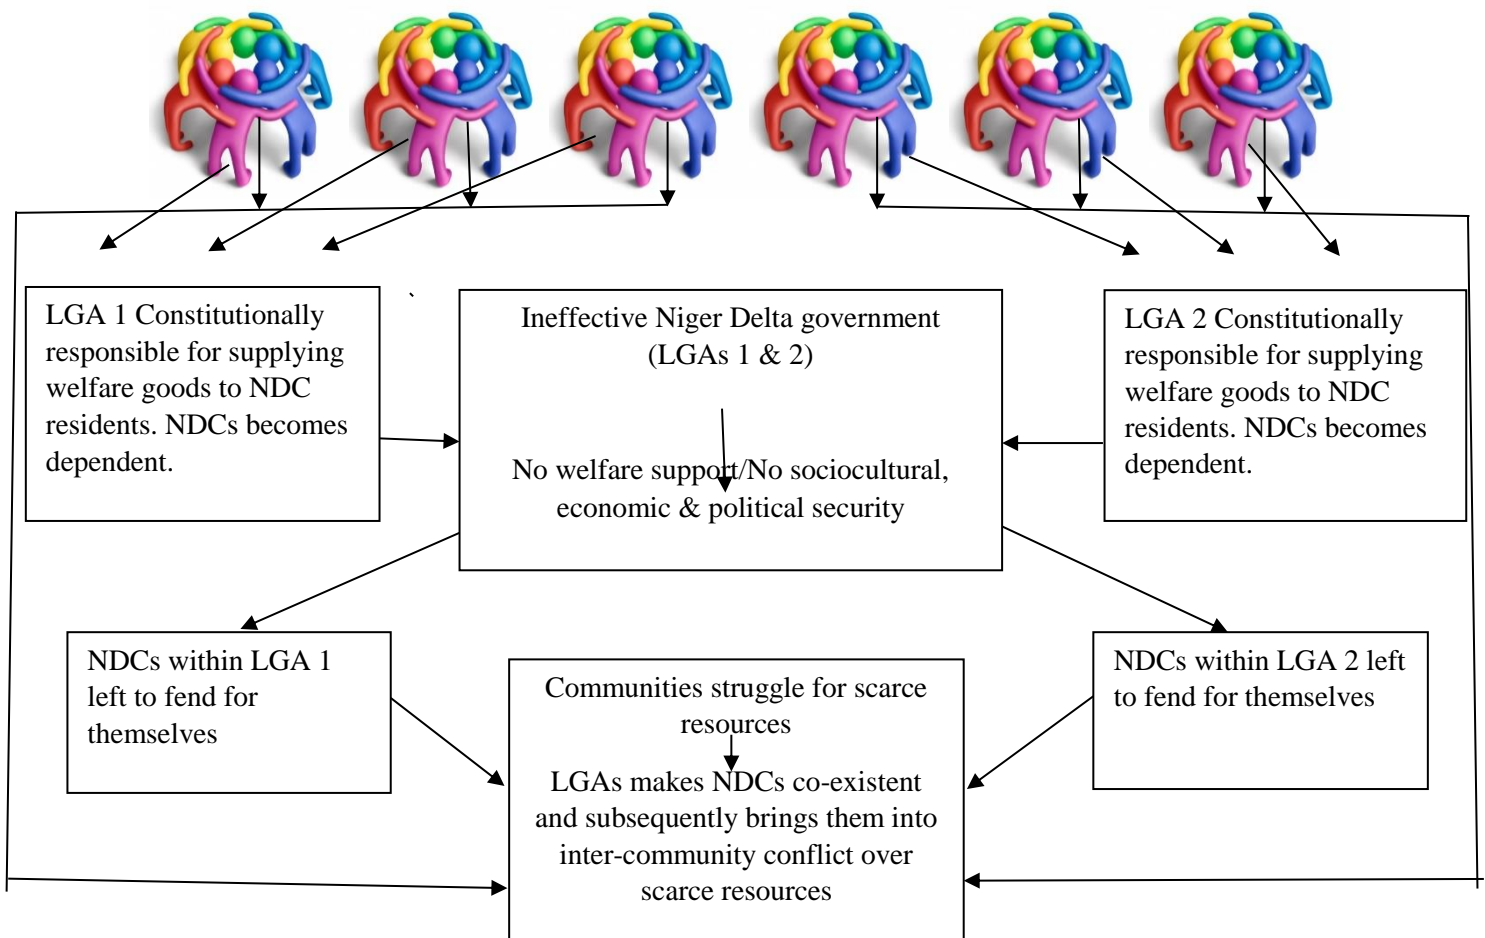 LGA 1 Constitutionally
responsible for supplying
welfare goods to NDC
residents. NDCs becomes
dependent.
Ineffective Niger Delta government
(LGAs 1 & 2)
No welfare support/No sociocultural,
economic & political security
LGA 2 Constitutionally
responsible for supplying
welfare goods to NDC
residents. NDCs becomes
dependent.
NDCs within LGA 1
left to fend for
themselves
Communities struggle for scarce
resources
LGAs makes NDCs co-existent
and subsequently brings them into
inter-community conflict over
scarce resources
NDCs within LGA 2 left
to fend for themselves